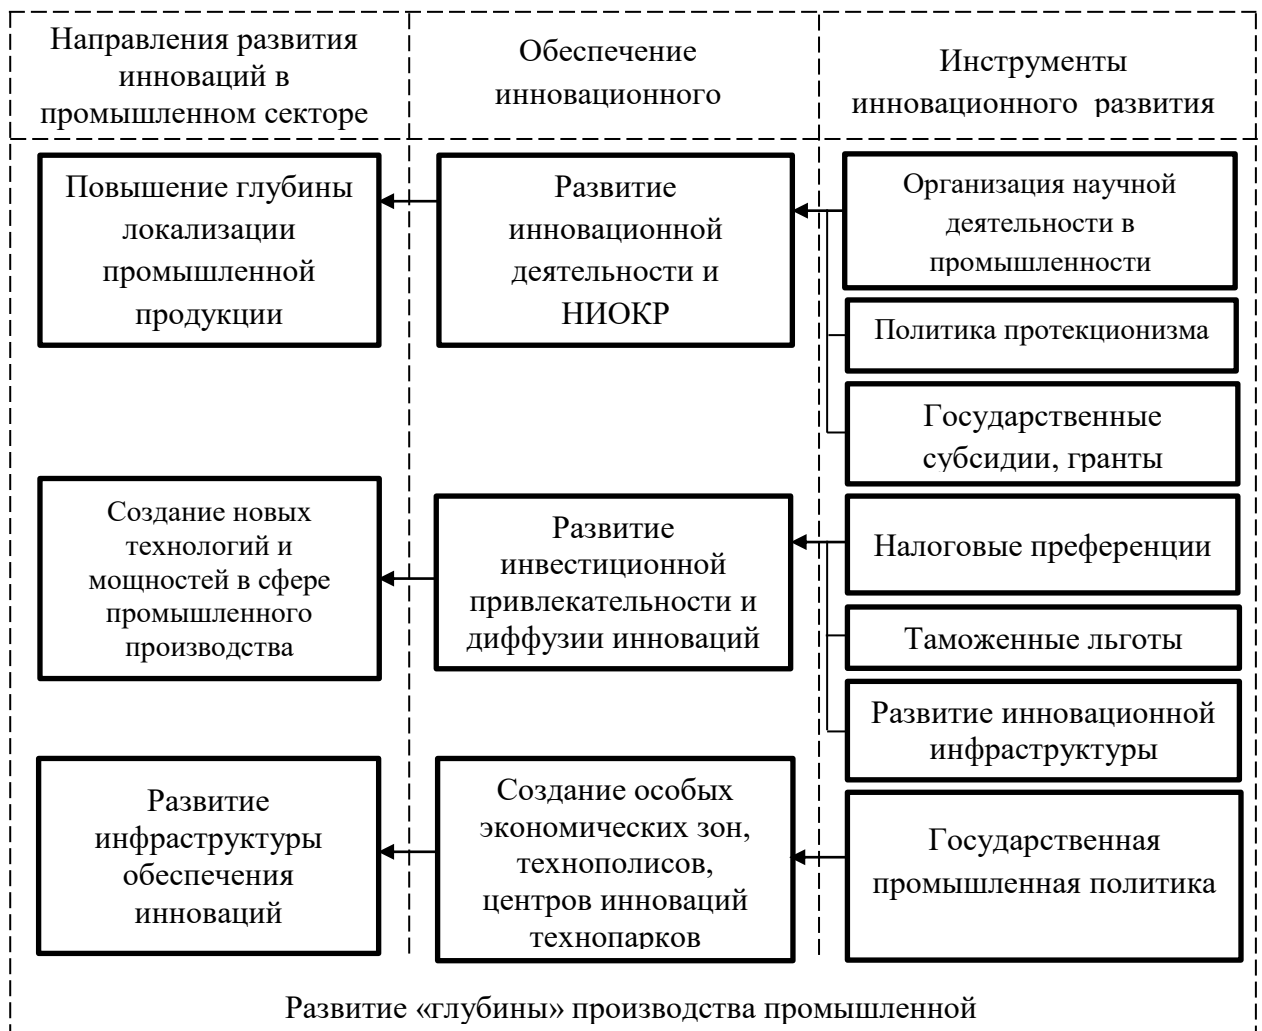 Направления развития
инноваций в
промышленном секторе
Обеспечение
инновационного
Инструменты
инновационного развития
Повышение глубины
локализации
промышленной
продукции
Развитие
инновационной
деятельности и
НИОКР
Организация научной
деятельности в
промышленности
Политика протекционизма
Государственные
субсидии, гранты
Создание новых
технологий и
мощностей в сфере
промышленного
производства
Развитие
инвестиционной
привлекательности и
диффузии инноваций
Налоговые преференции
Таможенные льготы
Развитие инновационной
инфраструктуры
Развитие
инфраструктуры
обеспечения
инноваций
Создание особых
экономических зон,
технополисов,
центров инноваций
технопарков
Государственная
промышленная политика
Развитие «глубины» производства промышленной